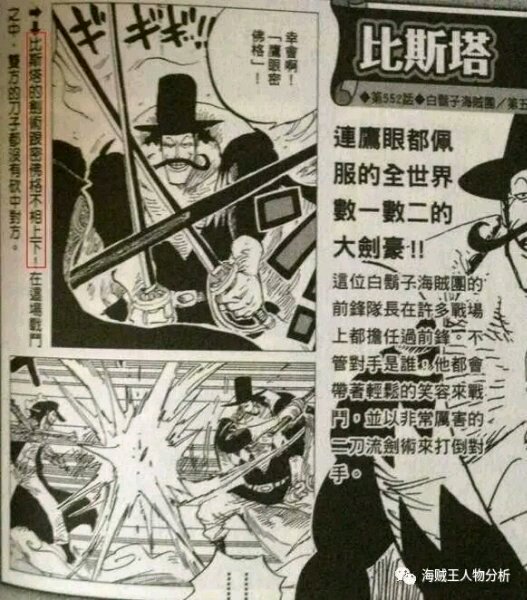 比斯塔
◆第552話◆白鬍子海賊團／第五
連鷹眼都佩
服的全世界
數一數二的
大劍豪!!
這位白鬍子海賊團的
前鋒隊長在許多戰場
上都擔任過前鋒。不
管對手是誰，他都會
帶著輕鬆的笑容來戰
鬥，並以非常厲害的
二刀流劍術來打倒對
手。
幸會啊！
「鷹眼密
佛格」！
ギギギ!!
比斯塔的劍術跟密佛格不相上下！在這場戰鬥
之中，雙方的刀子都沒有砍中對方。
海賊王人物分析